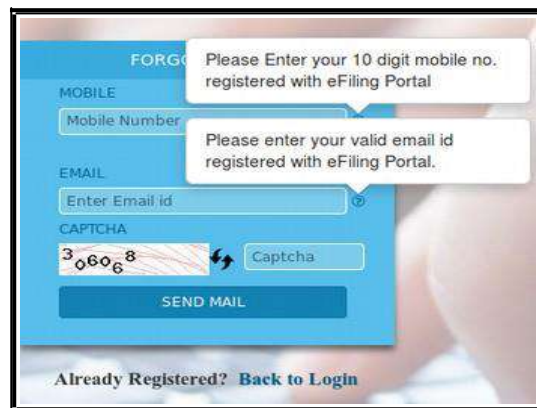 FORGO
Please Enter your 10 digit mobile no.
registered with eFiling Portal
MOBILE
Mobile Number
Please enter your valid email id
registered with eFiling Portal.
EMAIL
Enter Email id
CAPTCHA
306068
Captcha
SEND MAIL
Already Registered? Back to Login